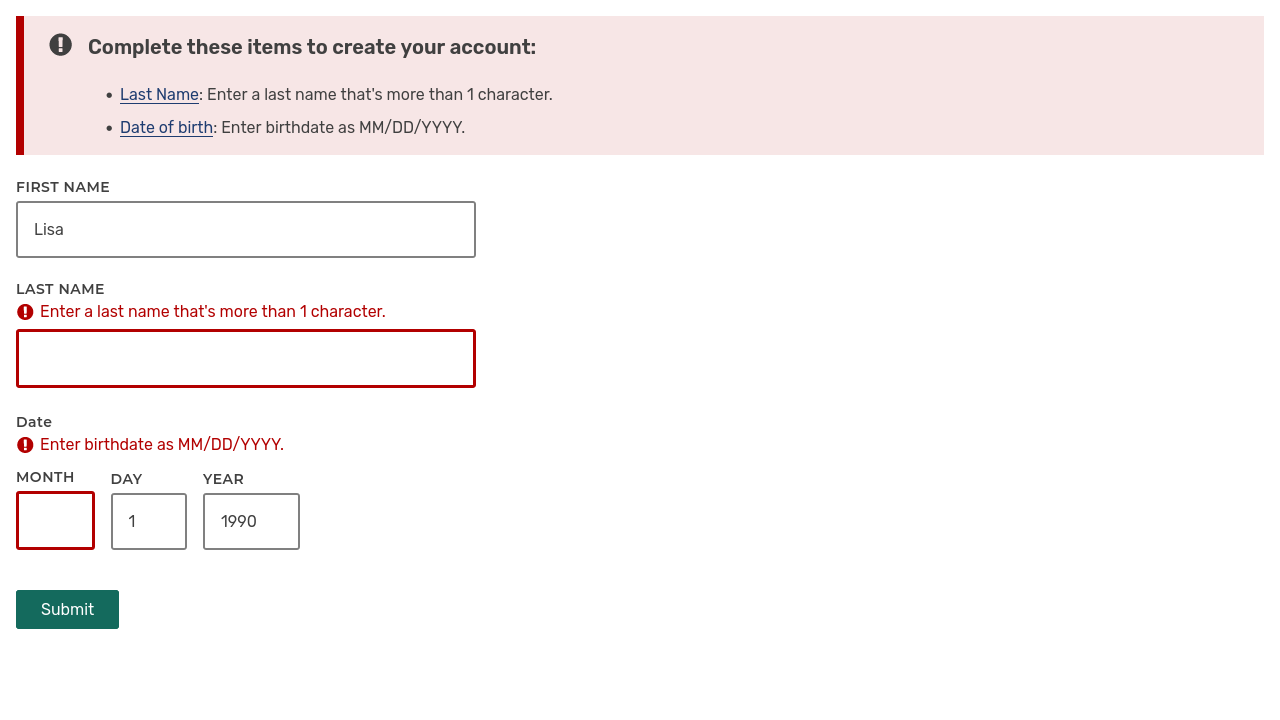 Complete these items to create your account:
• Last Name: Enter a last name that's more than 1 character.
• Date of birth: Enter birthdate as MM/DD/YYYY.
FIRST NAME
Lisa
LAST NAME
Enter a last name that's more than 1 character.
Date
Enter birthdate as MM/DD/YYYY.
MONTH DAY YEAR
1 1990
Submit